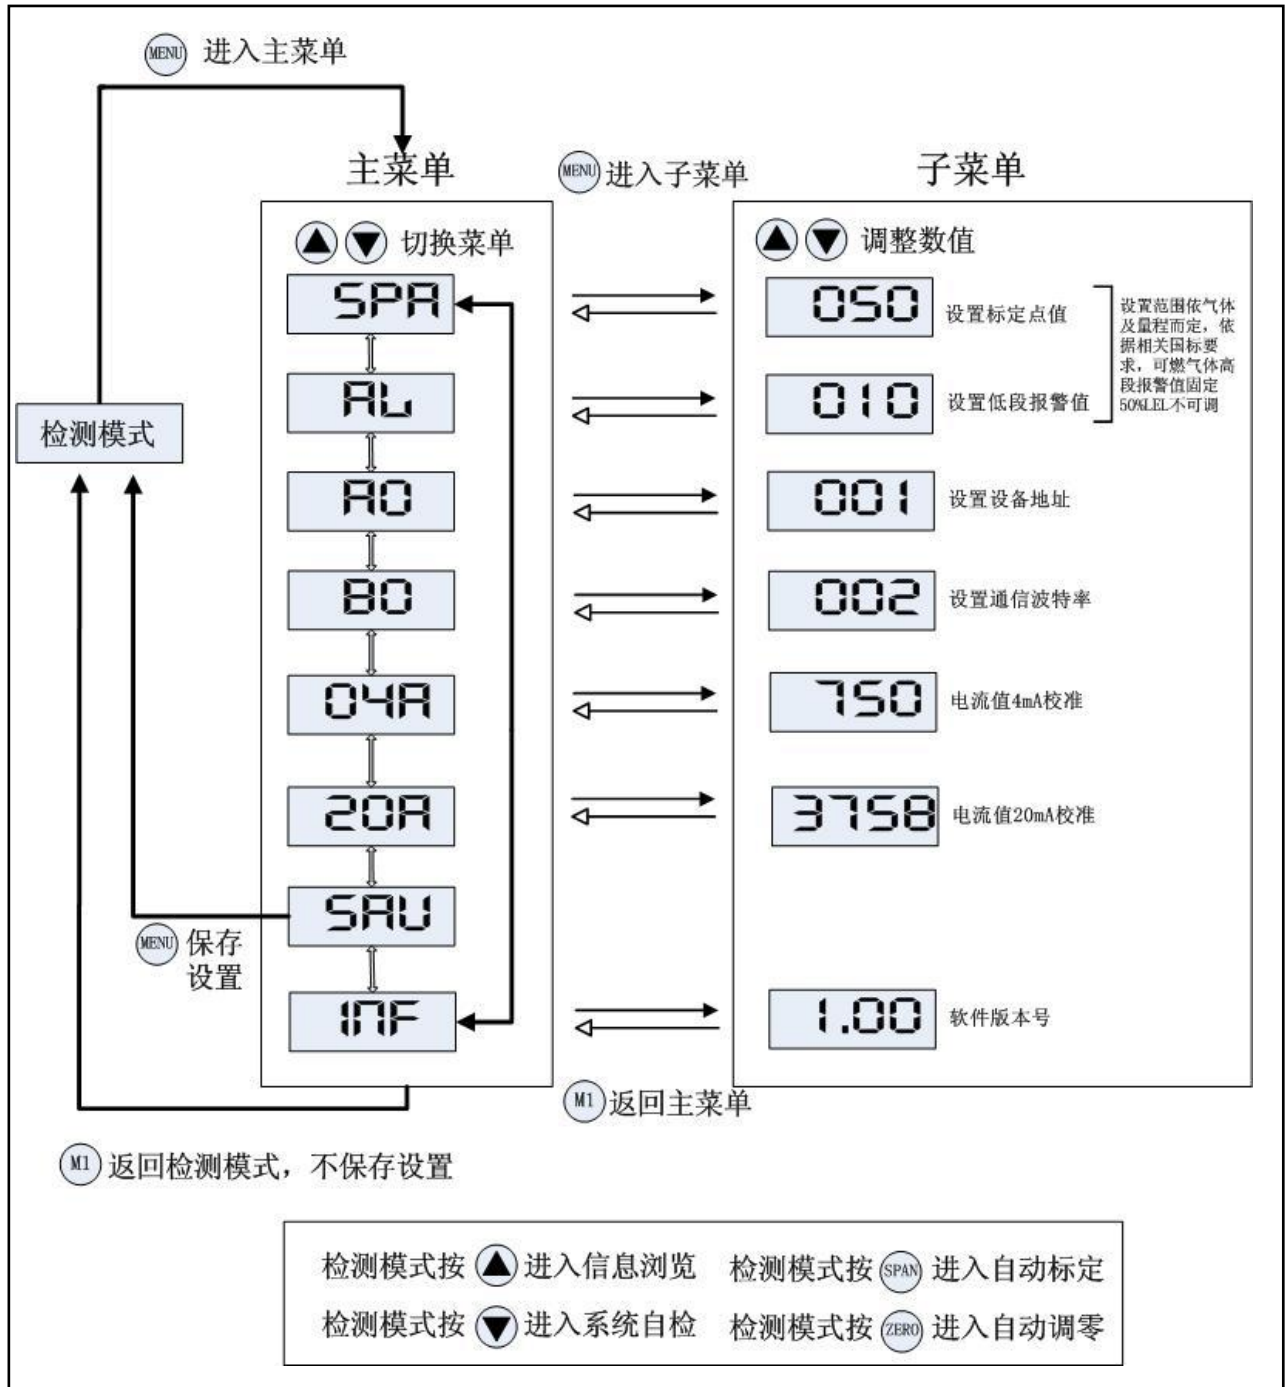 MENU 进入主菜单
主菜单
MENU 进入子菜单
子菜单
切换菜单
调整数值
SPA
050 设置标定点值
设置范围依气体
及量程而定，依
据相关国标要
求，可燃气体高
段报警值固定
50%LEL不可调
AL
010 设置低段报警值
检测模式
A0
001 设置设备地址
B0
002 设置通信波特率
04A
750 电流值4mA校准
20A
3758 电流值20mA校准
SAV
MENU 保存
设置
INF
1.00 软件版本号
M1 返回主菜单
M1 返回检测模式，不保存设置
检测模式按 进入信息浏览 检测模式按 SPAN 进入自动标定
检测模式按 进入系统自检 检测模式按 ZERO 进入自动调零